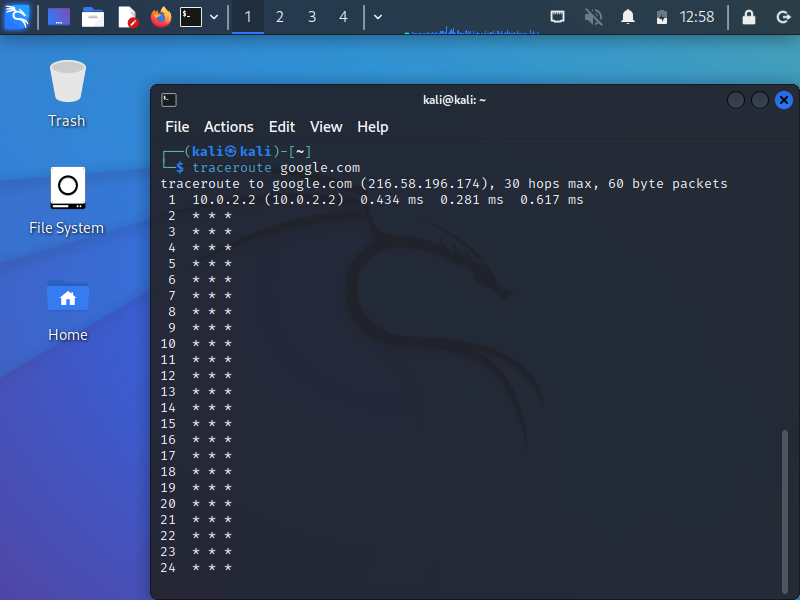 1 2 3 4 12:58
Trash
File System
Home
kali@kali: ~
File Actions Edit View Help
┌──(kali㉿kali)-[~]
└─$ traceroute google.com
traceroute to google.com (216.58.196.174), 30 hops max, 60 byte packets
1 10.0.2.2 (10.0.2.2) 0.434 ms 0.281 ms 0.617 ms
2 * * *
3 * * *
4 * * *
5 * * *
6 * * *
7 * * *
8 * * *
9 * * *
10 * * *
11 * * *
12 * * *
13 * * *
14 * * *
15 * * *
16 * * *
17 * * *
18 * * *
19 * * *
20 * * *
21 * * *
22 * * *
23 * * *
24 * * *